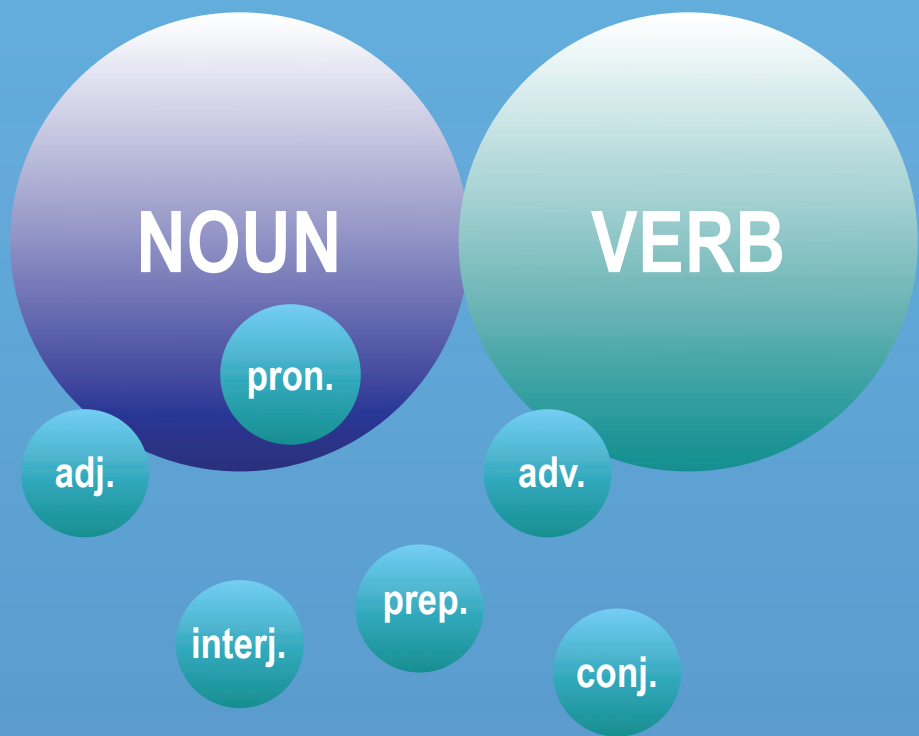 NOUN
VERB
pron.
adj.
adv.
prep.
interj.
conj.